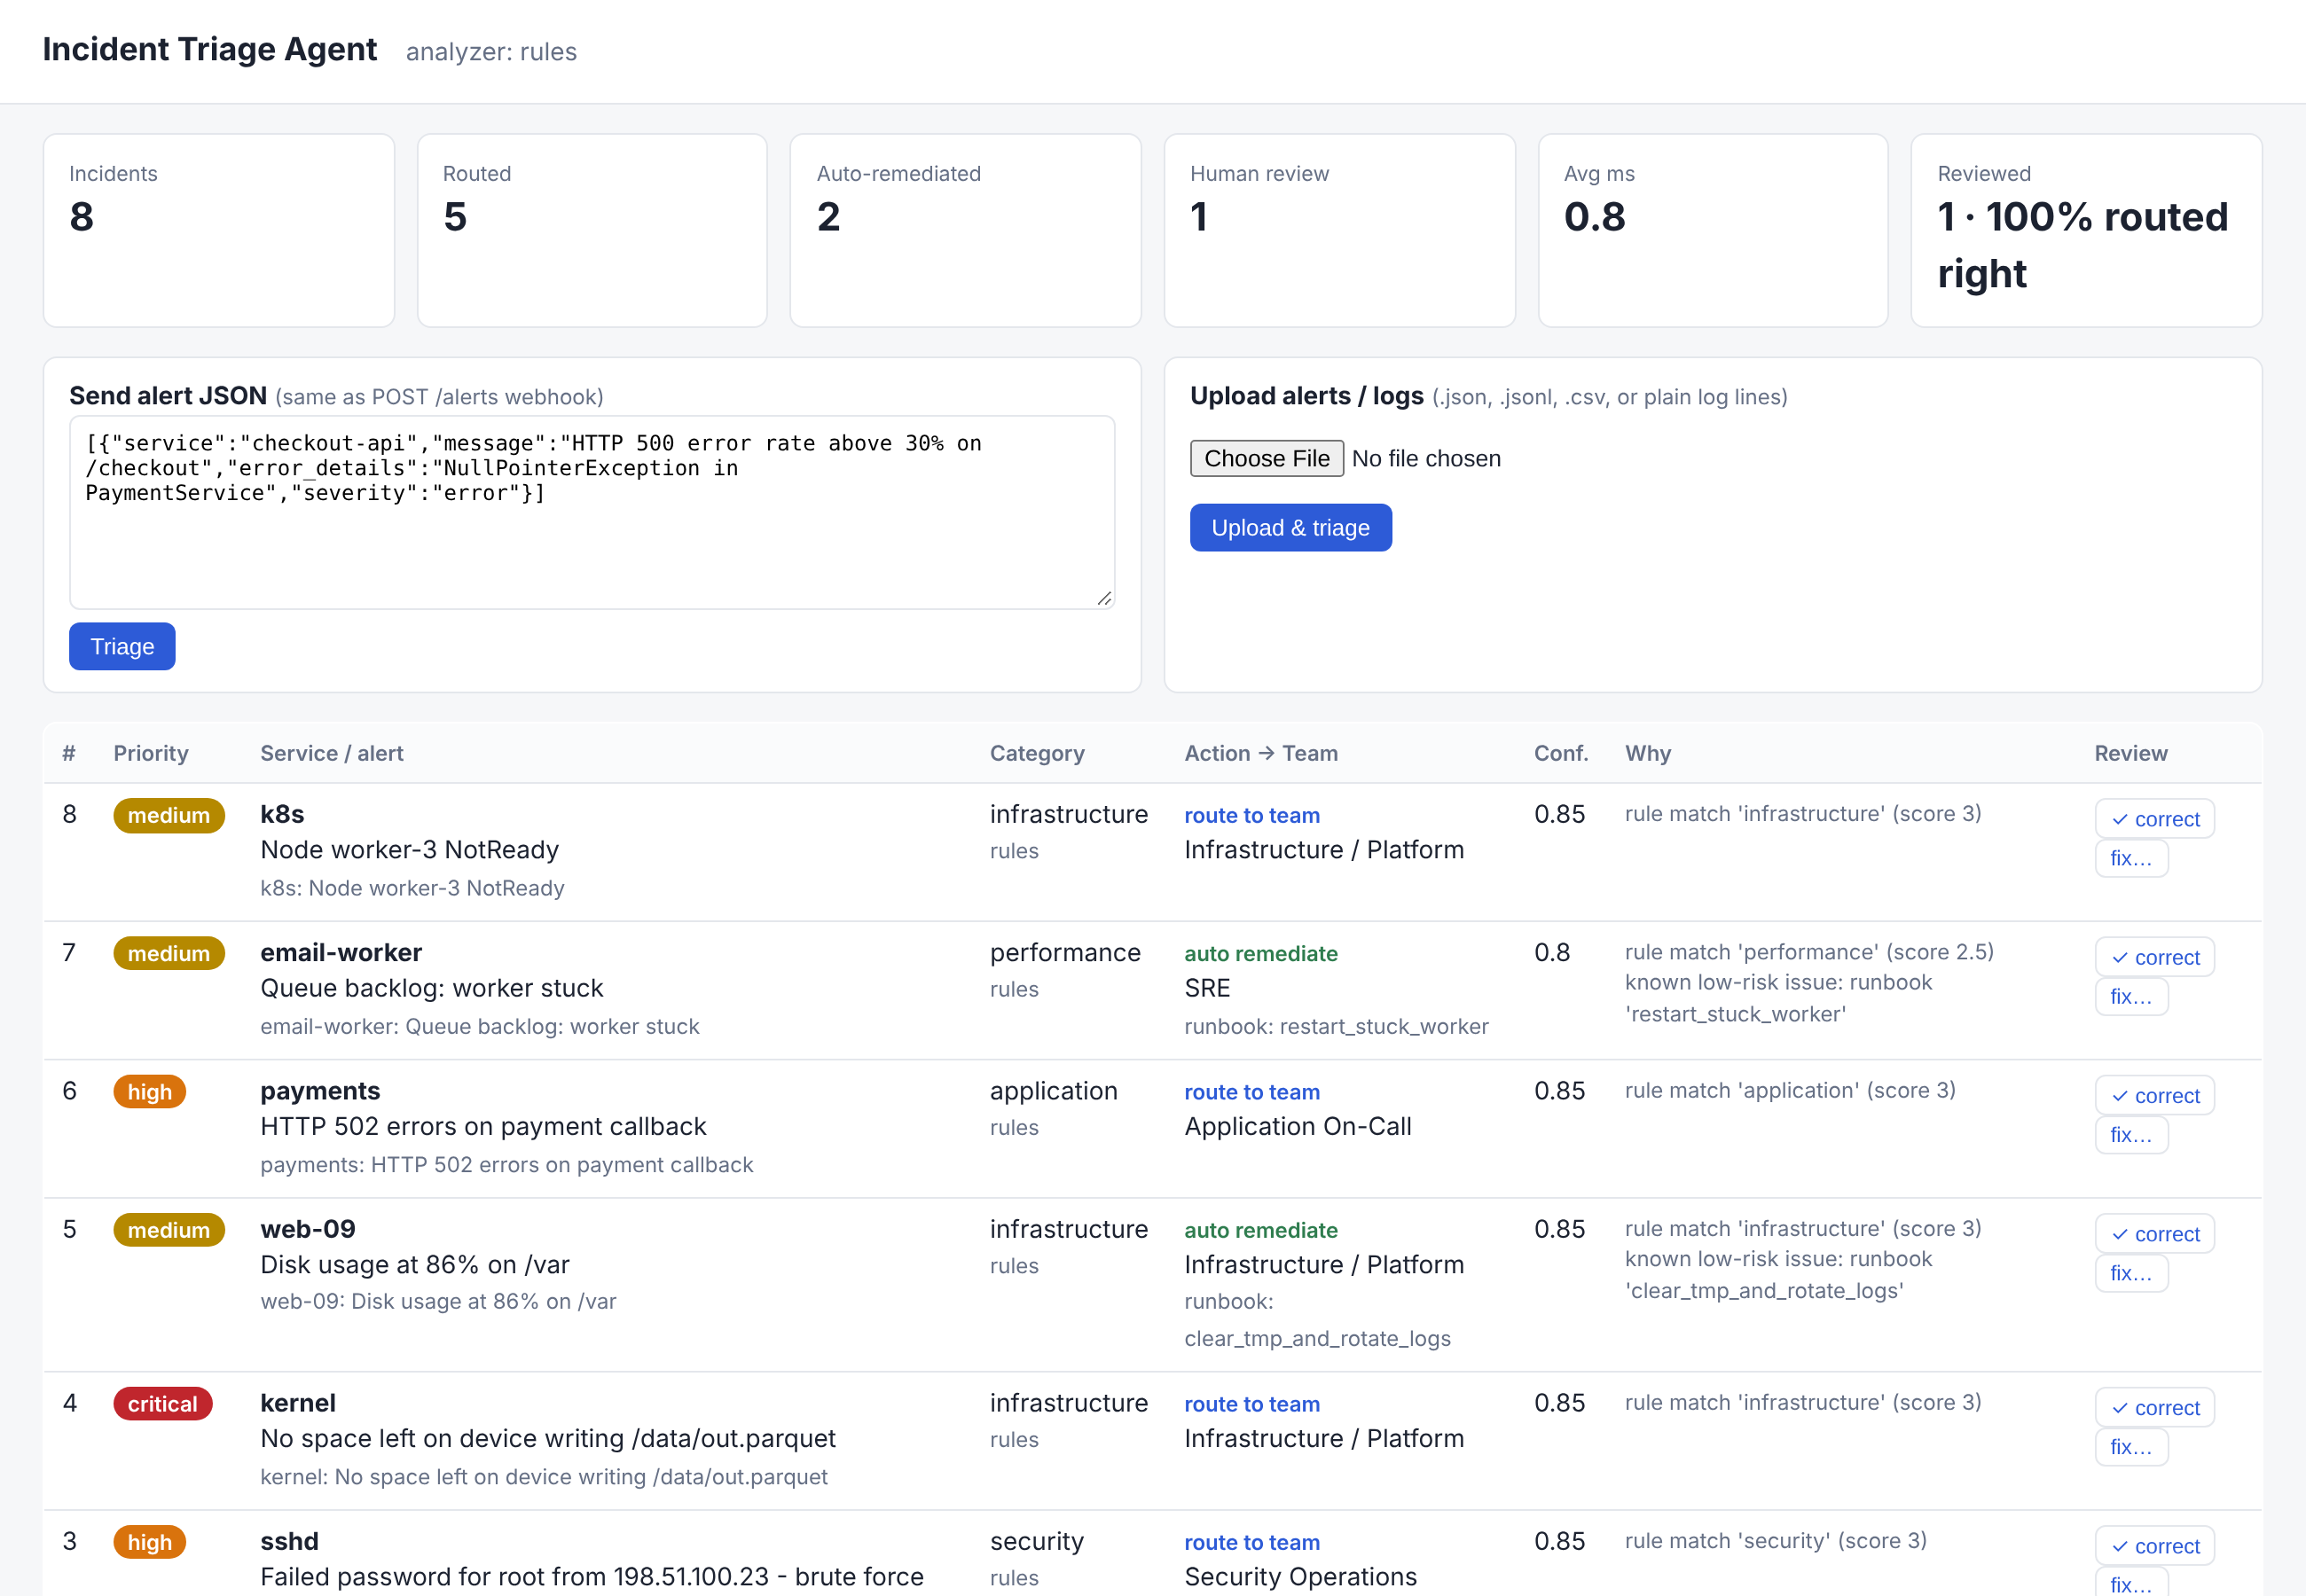 Incident Triage Agent analyzer: rules
Incidents
8
Routed
5
Auto-remediated
2
Human review
1
Avg ms
0.8
Reviewed
1 · 100% routed
right
Send alert JSON (same as POST /alerts webhook)
[{"service":"checkout-api","message":"HTTP 500 error rate above 30% on
/checkout","error_details":"NullPointerException in
PaymentService","severity":"error"}]
Triage
Upload alerts / logs (.json, .jsonl, .csv, or plain log lines)
Choose File No file chosen
Upload & triage
# Priority Service / alert Category Action → Team Conf. Why Review
8 medium k8s infrastructure route to team 0.85 rule match 'infrastructure' (score 3) ✓ correct
Node worker-3 NotReady rules Infrastructure / Platform fix...
k8s: Node worker-3 NotReady
7 medium email-worker performance auto remediate 0.8 rule match 'performance' (score 2.5) ✓ correct
Queue backlog: worker stuck rules SRE known low-risk issue: runbook fix...
email-worker: Queue backlog: worker stuck runbook: restart_stuck_worker 'restart_stuck_worker'
6 high payments application route to team 0.85 rule match 'application' (score 3) ✓ correct
HTTP 502 errors on payment callback rules Application On-Call fix...
payments: HTTP 502 errors on payment callback
5 medium web-09 infrastructure auto remediate 0.85 rule match 'infrastructure' (score 3) ✓ correct
Disk usage at 86% on /var rules Infrastructure / Platform known low-risk issue: runbook fix...
web-09: Disk usage at 86% on /var runbook: 'clear_tmp_and_rotate_logs'
clear_tmp_and_rotate_logs
4 critical kernel infrastructure route to team 0.85 rule match 'infrastructure' (score 3) ✓ correct
No space left on device writing /data/out.parquet rules Infrastructure / Platform fix...
kernel: No space left on device writing /data/out.parquet
3 high sshd security route to team 0.85 rule match 'security' (score 3) ✓ correct
Failed password for root from 198.51.100.23 - brute force rules Security Operations fix...